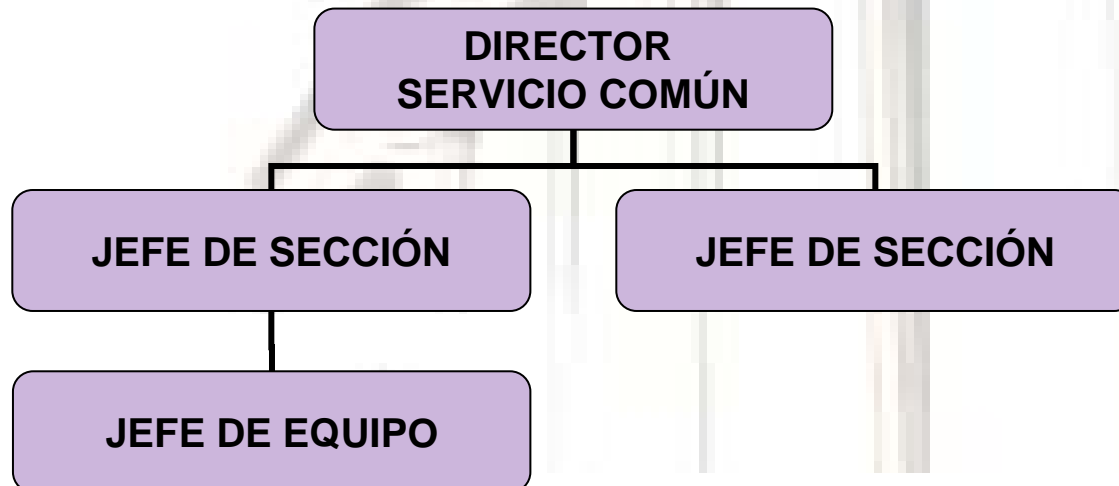 DIRECTOR
SERVICIO COMÚN
JEFE DE SECCIÓN
JEFE DE SECCIÓN
JEFE DE EQUIPO